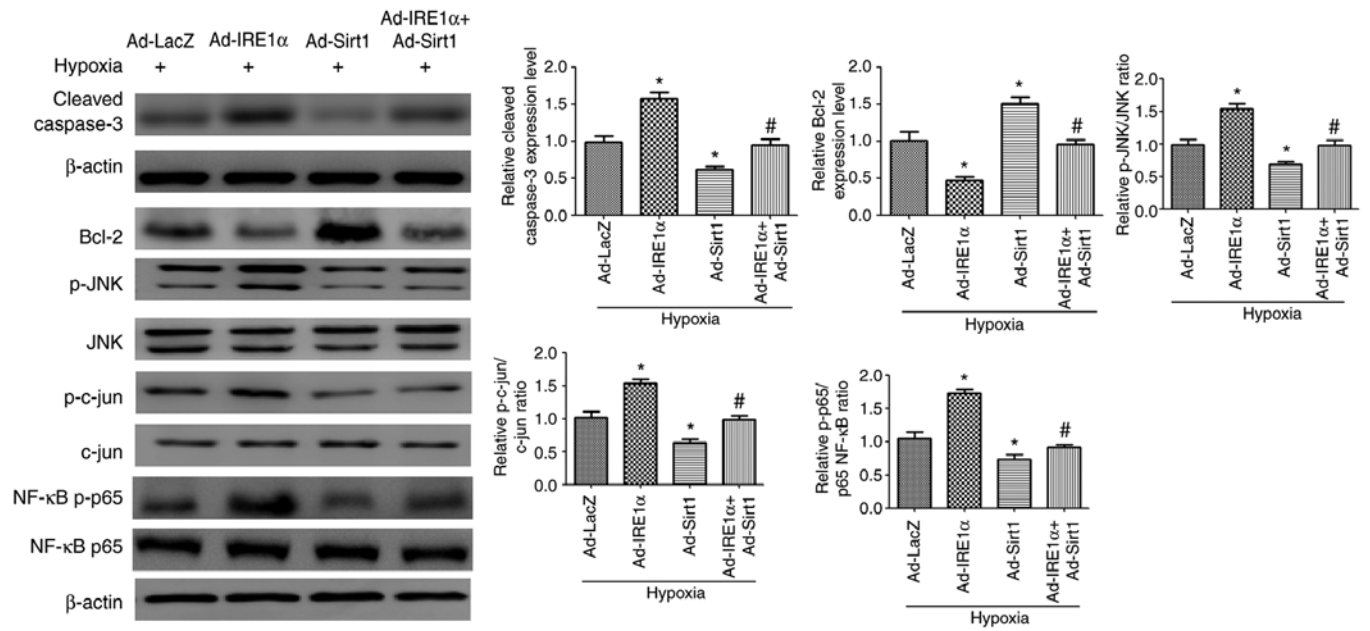 Ad-LacZ Ad-IRE1α Ad-Sirt1 Ad-IRE1α+
Ad-Sirt1
Hypoxia + + + +
Cleaved
caspase-3
β-actin
Bcl-2
p-JNK
JNK
p-c-jun
c-jun
NF-κB p-p65
NF-κB p65
β-actin
Relative cleaved
caspase-3 expression level
2.0
1.5
1.0
0.5
0
*
*
#
Ad-LacZ
Ad-IRE1α
Ad-Sirt1
Ad-IRE1α+
Ad-Sirt1
Hypoxia
Relative Bcl-2
expression level
2.0
1.5
1.0
0.5
0
*
*
#
Ad-LacZ
Ad-IRE1α
Ad-Sirt1
Ad-IRE1α+
Ad-Sirt1
Hypoxia
Relative p-JNK/JNK ratio
2.0
1.5
1.0
0.5
0.0
*
*
#
Ad-LacZ
Ad-IRE1α
Ad-Sirt1
Ad-IRE1α+
Ad-Sirt1
Hypoxia
Relative p-c-jun/
c-jun ratio
2.0
1.5
1.0
0.5
0.0
*
*
#
Ad-LacZ
Ad-IRE1α
Ad-Sirt1
Ad-IRE1α+
Ad-Sirt1
Hypoxia
Relative p-p65/
p65 NF-κB ratio
2.0
1.5
1.0
0.5
0.0
*
*
#
Ad-LacZ
Ad-IRE1α
Ad-Sirt1
Ad-IRE1α+
Ad-Sirt1
Hypoxia